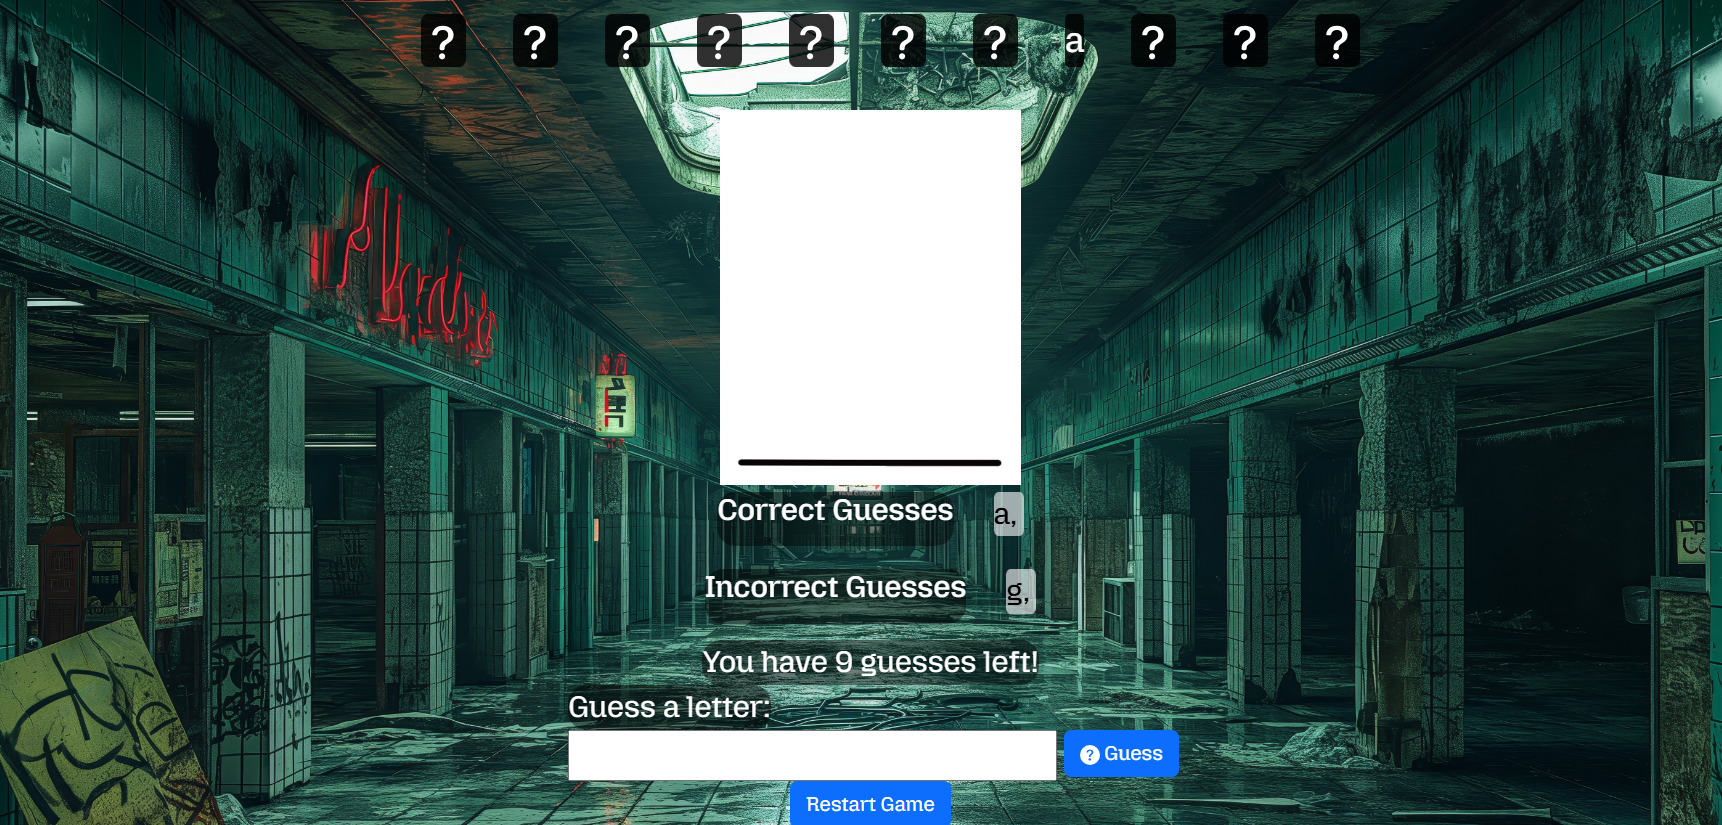 ? ? ? ? ? ? ? a ? ? ?
Correct Guesses a,
Incorrect Guesses g,
You have 9 guesses left!
Guess a letter:
? Guess
Restart Game